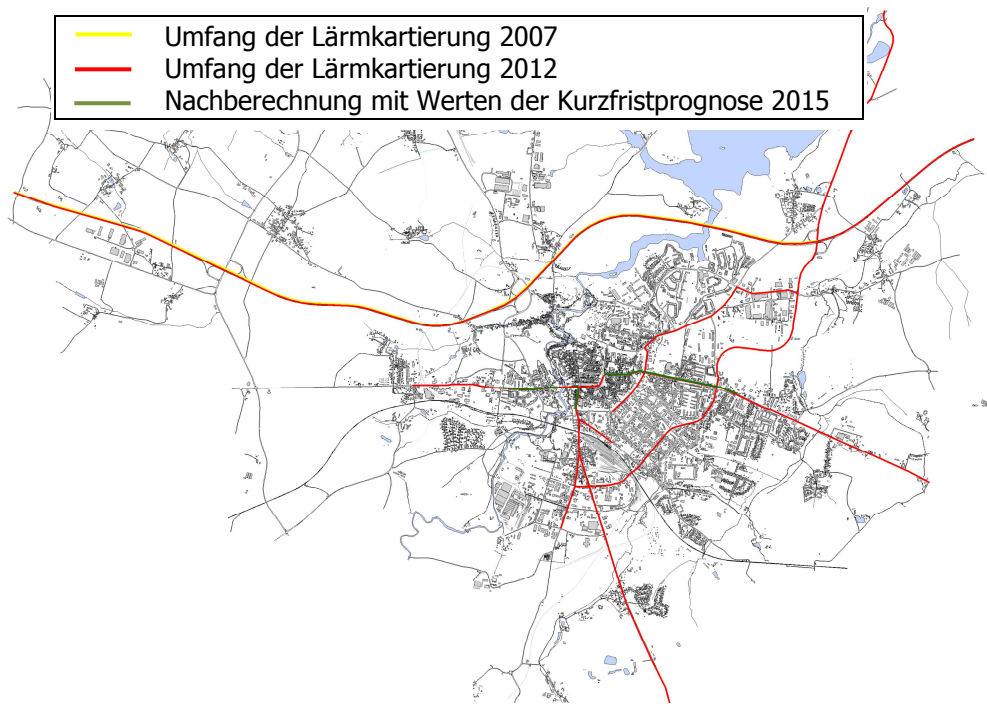 Umfang der Lärmkartierung 2007
Umfang der Lärmkartierung 2012
Nachberechnung mit Werten der Kurzfristprognose 2015